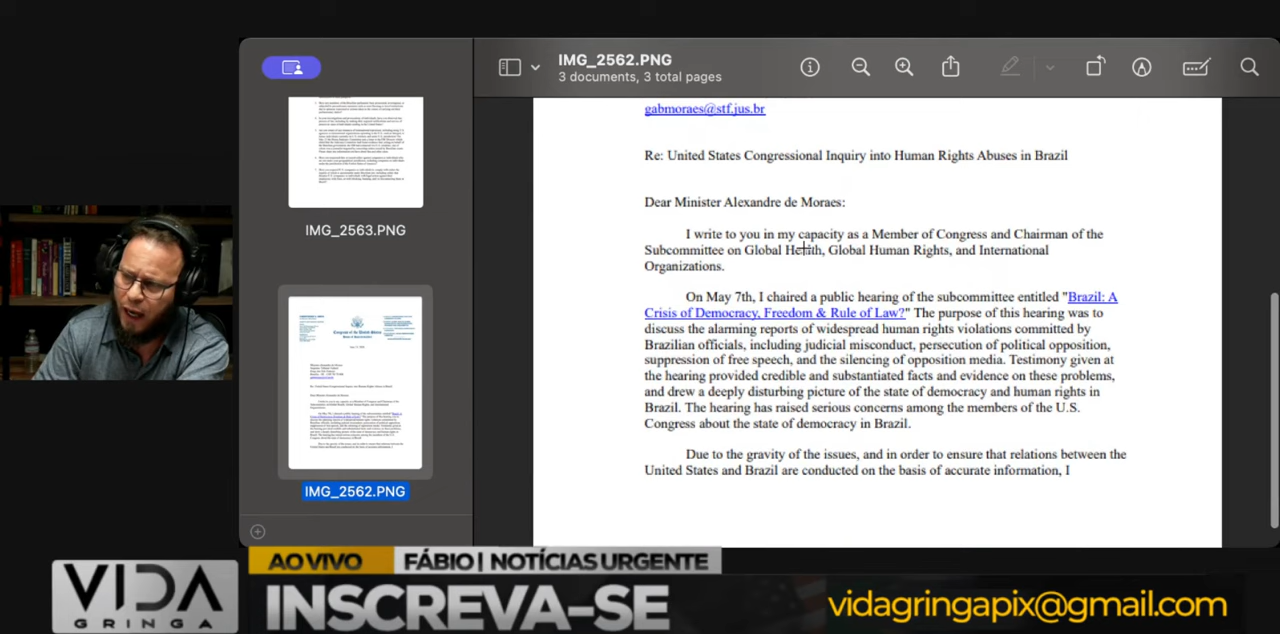 IMG_2562.PNG
3 documents, 3 total pages
IMG_2563.PNG
IMG_2562.PNG
gabmoraes@stf.jus.br
Re: United States Congressional Inquiry into Human Rights Abuses in Brazil
Dear Minister Alexandre de Moraes:
I write to you in my capacity as a Member of Congress and Chairman of the
Subcommittee on Global Health, Global Human Rights, and International
Organizations.
On May 7th, I chaired a public hearing of the subcommittee entitled "Brazil: A
Crisis of Democracy, Freedom & Rule of Law?" The purpose of this hearing was to
discuss the alarming reports of widespread human rights violations committed by
Brazilian officials, including judicial misconduct, persecution of political opposition,
suppression of free speech, and the silencing of opposition media. Testimony given at
the hearing provided credible and substantiated facts and evidence on these problems,
and drew a deeply disturbing picture of the state of democracy and human rights in
Brazil. The hearing has raised serious concerns among the members of the U.S.
Congress about the state of democracy in Brazil.
Due to the gravity of the issues, and in order to ensure that relations between the
United States and Brazil are conducted on the basis of accurate information, I
AO VIVO FÁBIO | NOTÍCIAS URGENTE
VIDA
GRINGA
INSCREVA-SE
vidagringapix@gmail.com